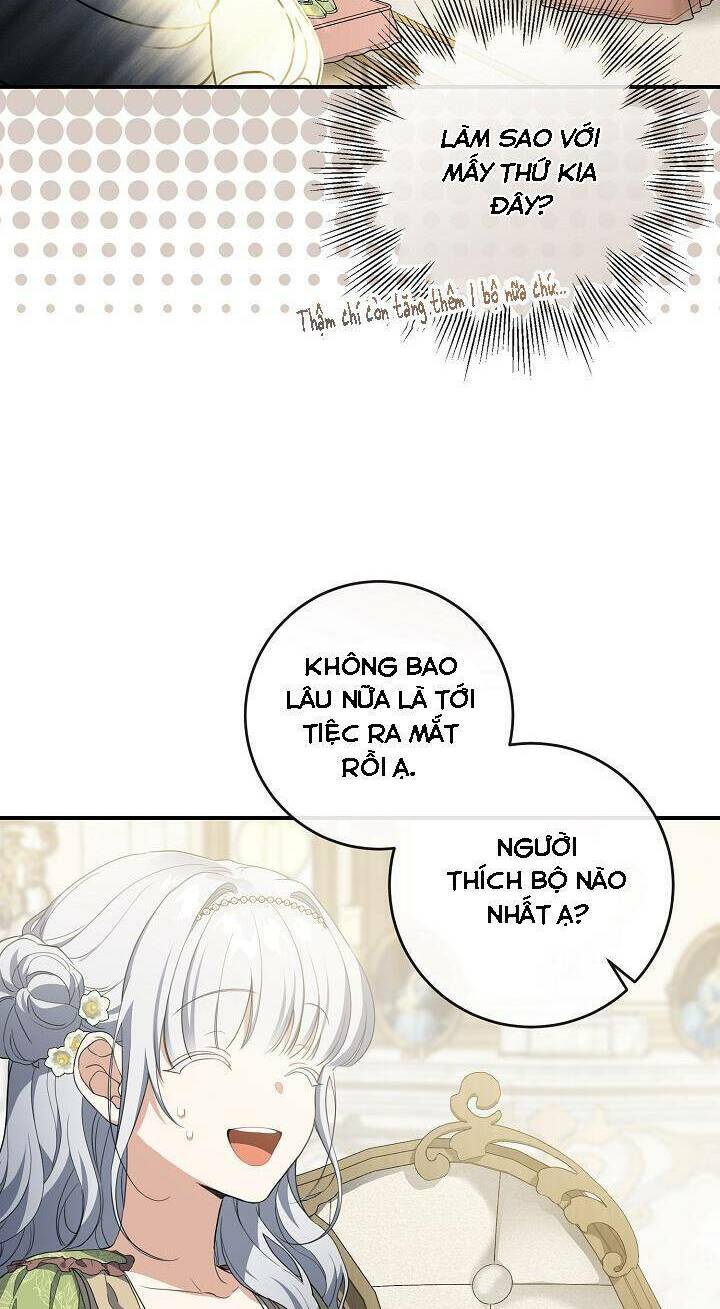 LÀM SAO VỚI
MẤY THỨ KIA
ĐÂY?
Thậm chí còn tăng thêm 1 bộ nữa chứ...
KHÔNG BAO
LÂU NỮA LÀ TỚI
TIỆC RA MẮT
RỒI Ạ.
NGƯỜI
THÍCH BỘ NÀO
NHẤT Ạ?